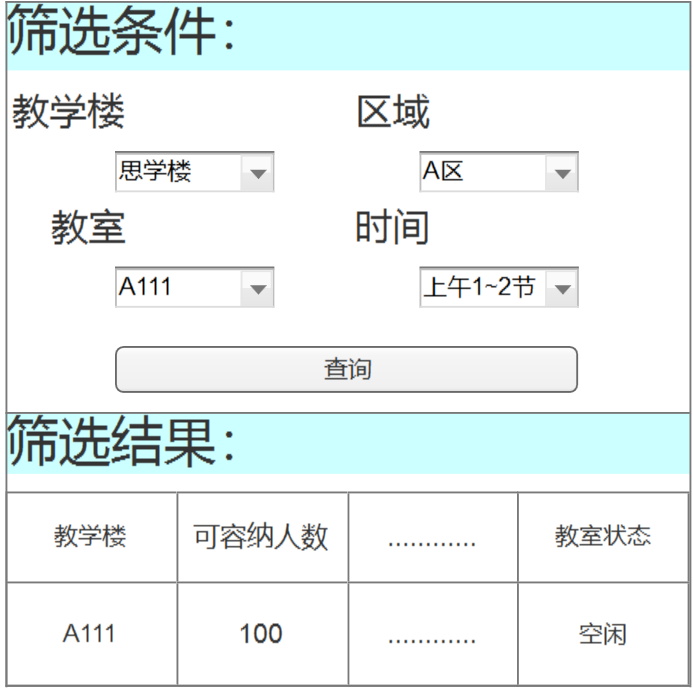 筛选条件：
教学楼 区域
思学楼 A区
教室 时间
A111 上午1~2节
查询
筛选结果：
教学楼 可容纳人数 ………… 教室状态
A111 100 ………… 空闲